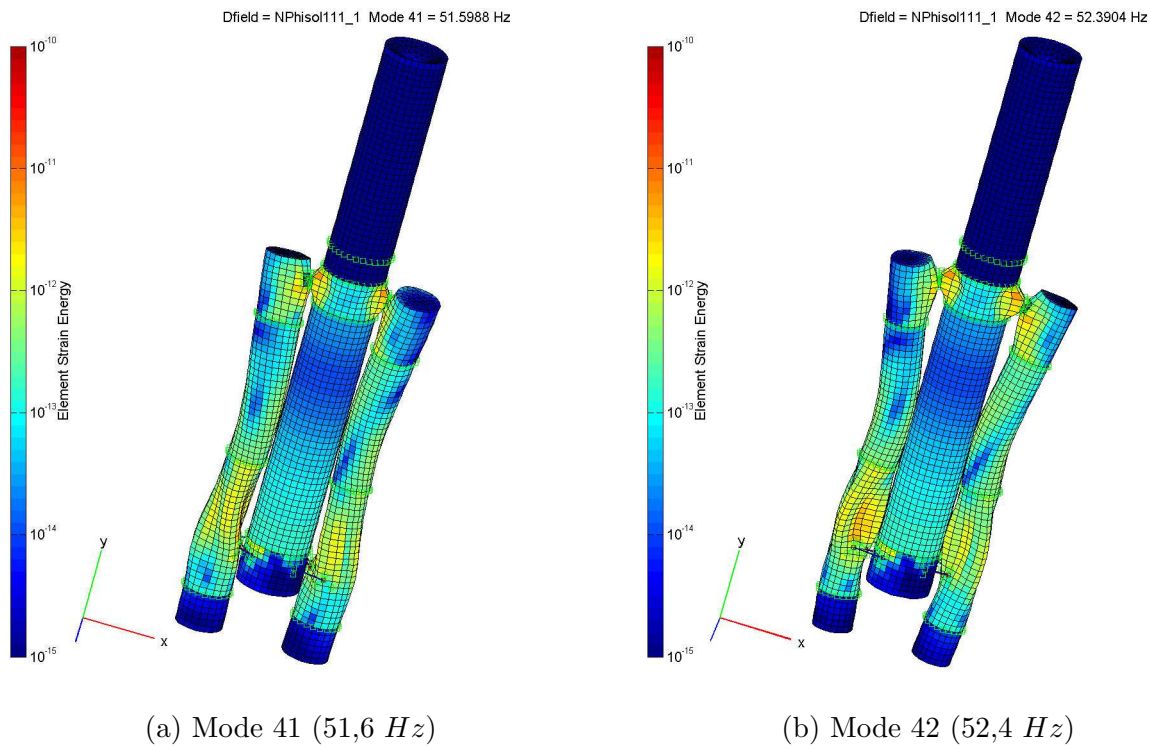 Dfield = NPhisol111_1 Mode 41 = 51.5988 Hz
10-10
10-11
10-12
10-13
10-14
10-15
Element Strain Energy
y
x
(a) Mode 41 (51,6 Hz)
Dfield = NPhisol111_1 Mode 42 = 52.3904 Hz
10-10
10-11
10-12
10-13
10-14
10-15
Element Strain Energy
y
x
(b) Mode 42 (52,4 Hz)